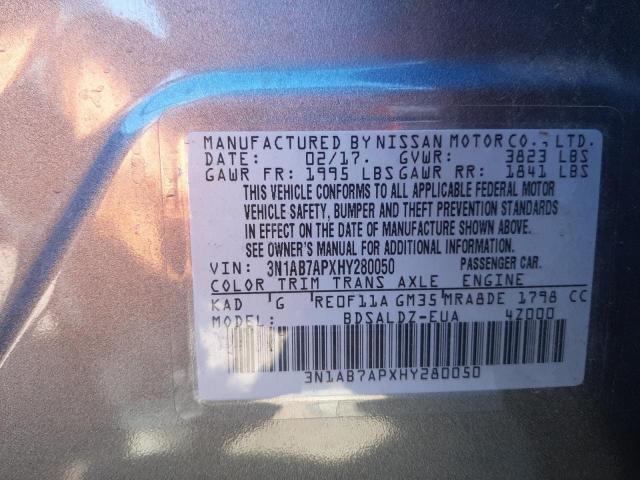 MANUFACTURED BY NISSAN MOTOR CO., LTD.
DATE: 02/17. GVWR: 3823 LBS
GAWR FR: 1995 LBS GAWR RR: 1841 LBS
THIS VEHICLE CONFORMS TO ALL APPLICABLE FEDERAL MOTOR
VEHICLE SAFETY, BUMPER AND THEFT PREVENTION STANDARDS
IN EFFECT ON THE DATE OF MANUFACTURE SHOWN ABOVE.
SEE OWNER'S MANUAL FOR ADDITIONAL DETAILS
VIN: 3N1AB7APXHY280050 PASSENGER CAR.
COLOR TRIM TRANS AXLE ENGINE
KAD G RE0F11A GM35 MRA8DE 1798 CC
MODEL: BDSALDZ-EUA 4Z000
3N1AB7APXHY280050